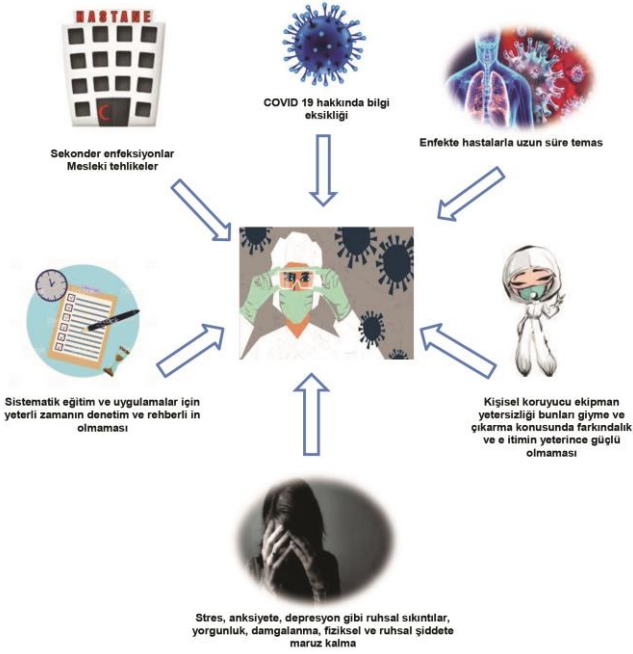 HASTANE
Sekonder enfeksiyonlar
Mesleki tehlikeler
COVID 19 hakkında bilgi
eksikliği
Enfekte hastalarla uzun süre temas
Sistematik eğitim ve uygulamalar için
yeterli zamanın denetim ve rehberli in
olmaması
Kişisel koruyucu ekipman
yetersizliği bunları giyme ve
çıkarma konusunda farkındalık
ve e itimin yeterince güçlü
olmaması
Stres, anksiyete, depresyon gibi ruhsal sıkıntılar,
yorgunluk, damgalanma, fiziksel ve ruhsal şiddete
maruz kalma